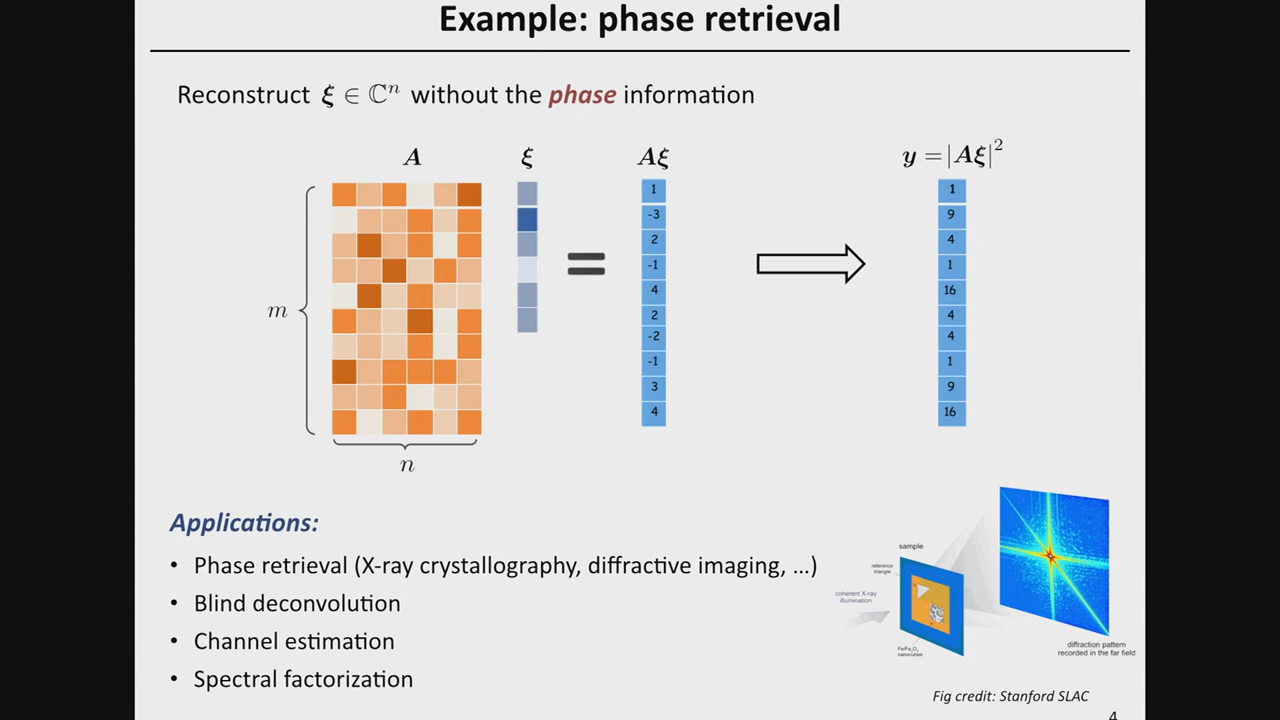 Example: phase retrieval
Reconstruct ξ ∈ ℂⁿ without the phase information
A
ξ
Aξ
y = |Aξ|²
m
n
1
-3
2
-1
4
2
-2
-1
3
4
1
9
4
1
16
4
4
1
9
16
Applications:
• Phase retrieval (X-ray crystallography, diffractive imaging, ...)
• Blind deconvolution
• Channel estimation
• Spectral factorization
sample
reference
triangle
coherent X-ray
illumination
Fe/Fe₂O₃
nanocubes
diffraction pattern
recorded in the far field
Fig credit: Stanford SLAC
4